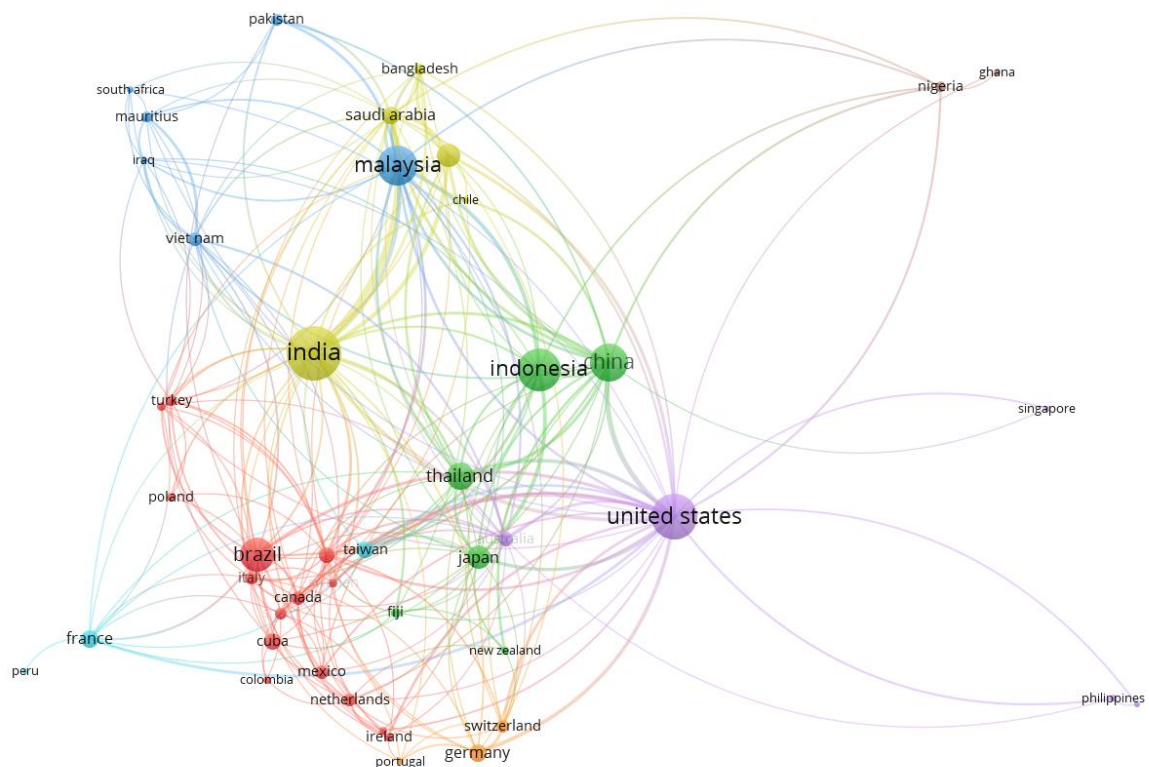 pakistan
bangladesh
ghana
nigeria
south africa
saudi arabia
mauritius
iraq
malaysia
chile
viet nam
india
indonesia
china
turkey
singapore
thailand
poland
united states
australia
taiwan
brazil
japan
italy
canada
fiji
france
cuba
new zealand
peru
mexico
colombia
netherlands
philippines
switzerland
ireland
germany
portugal